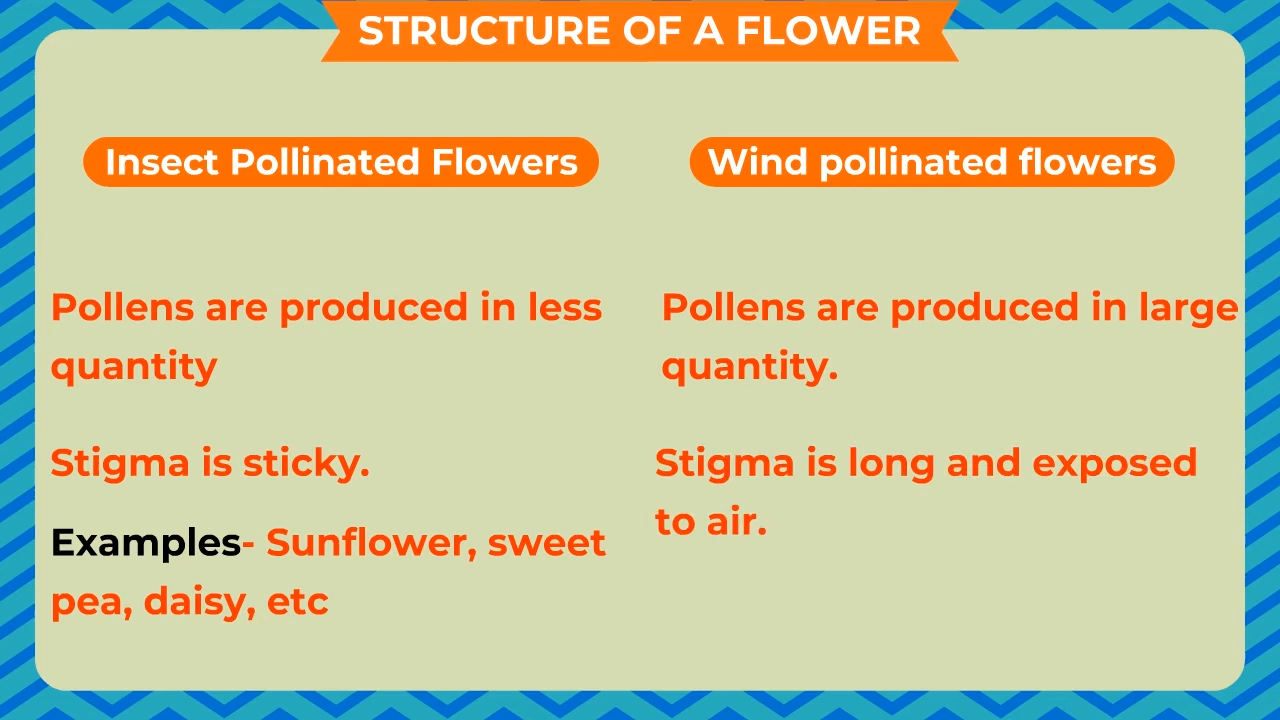 STRUCTURE OF A FLOWER
Insect Pollinated Flowers
Pollens are produced in less
quantity
Stigma is sticky.
Examples- Sunflower, sweet
pea, daisy, etc
Wind pollinated flowers
Pollens are produced in large
quantity.
Stigma is long and exposed
to air.